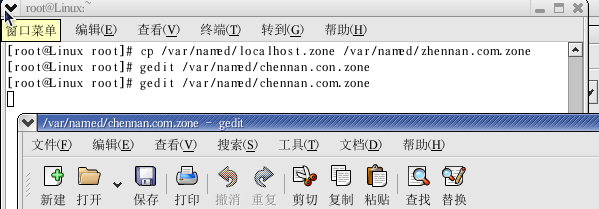 root@Linux:~
窗口菜单 编辑(E) 查看(V) 终端(T) 转到(G) 帮助(H)
[root@Linux root]# cp /var/named/localhost.zone /var/named/zhennan.com.zone
[root@Linux root]# gedit /var/named/chennan.con.zone
[root@Linux root]# gedit /var/named/chennan.com.zone
/var/named/chennan.com.zone - gedit
文件(F) 编辑(E) 查看(V) 搜索(S) 工具(T) 文档(D) 帮助(H)
新建 打开 保存 打印 撤消 重复 剪切 复制 粘贴 查找 替换